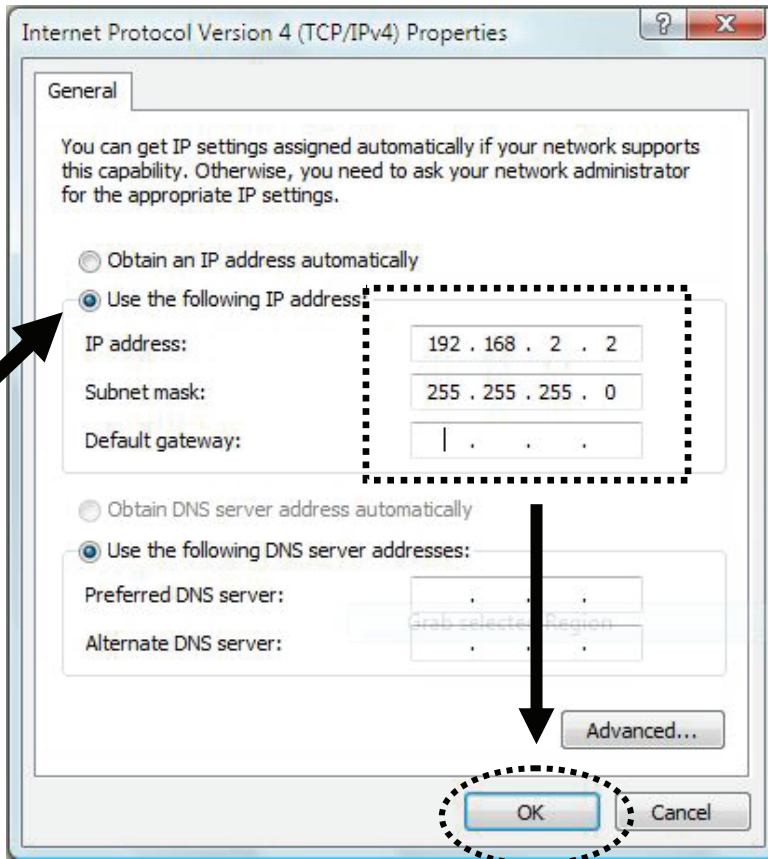 Internet Protocol Version 4 (TCP/IPv4) Properties
General
You can get IP settings assigned automatically if your network supports
this capability. Otherwise, you need to ask your network administrator
for the appropriate IP settings.
Obtain an IP address automatically
Use the following IP address:
IP address: 192 . 168 . 2 . 2
Subnet mask: 255 . 255 . 255 . 0
Default gateway: . . .
Obtain DNS server address automatically
Use the following DNS server addresses:
Preferred DNS server: . . .
Grab selected Region
Alternate DNS server: . . .
Advanced...
OK Cancel